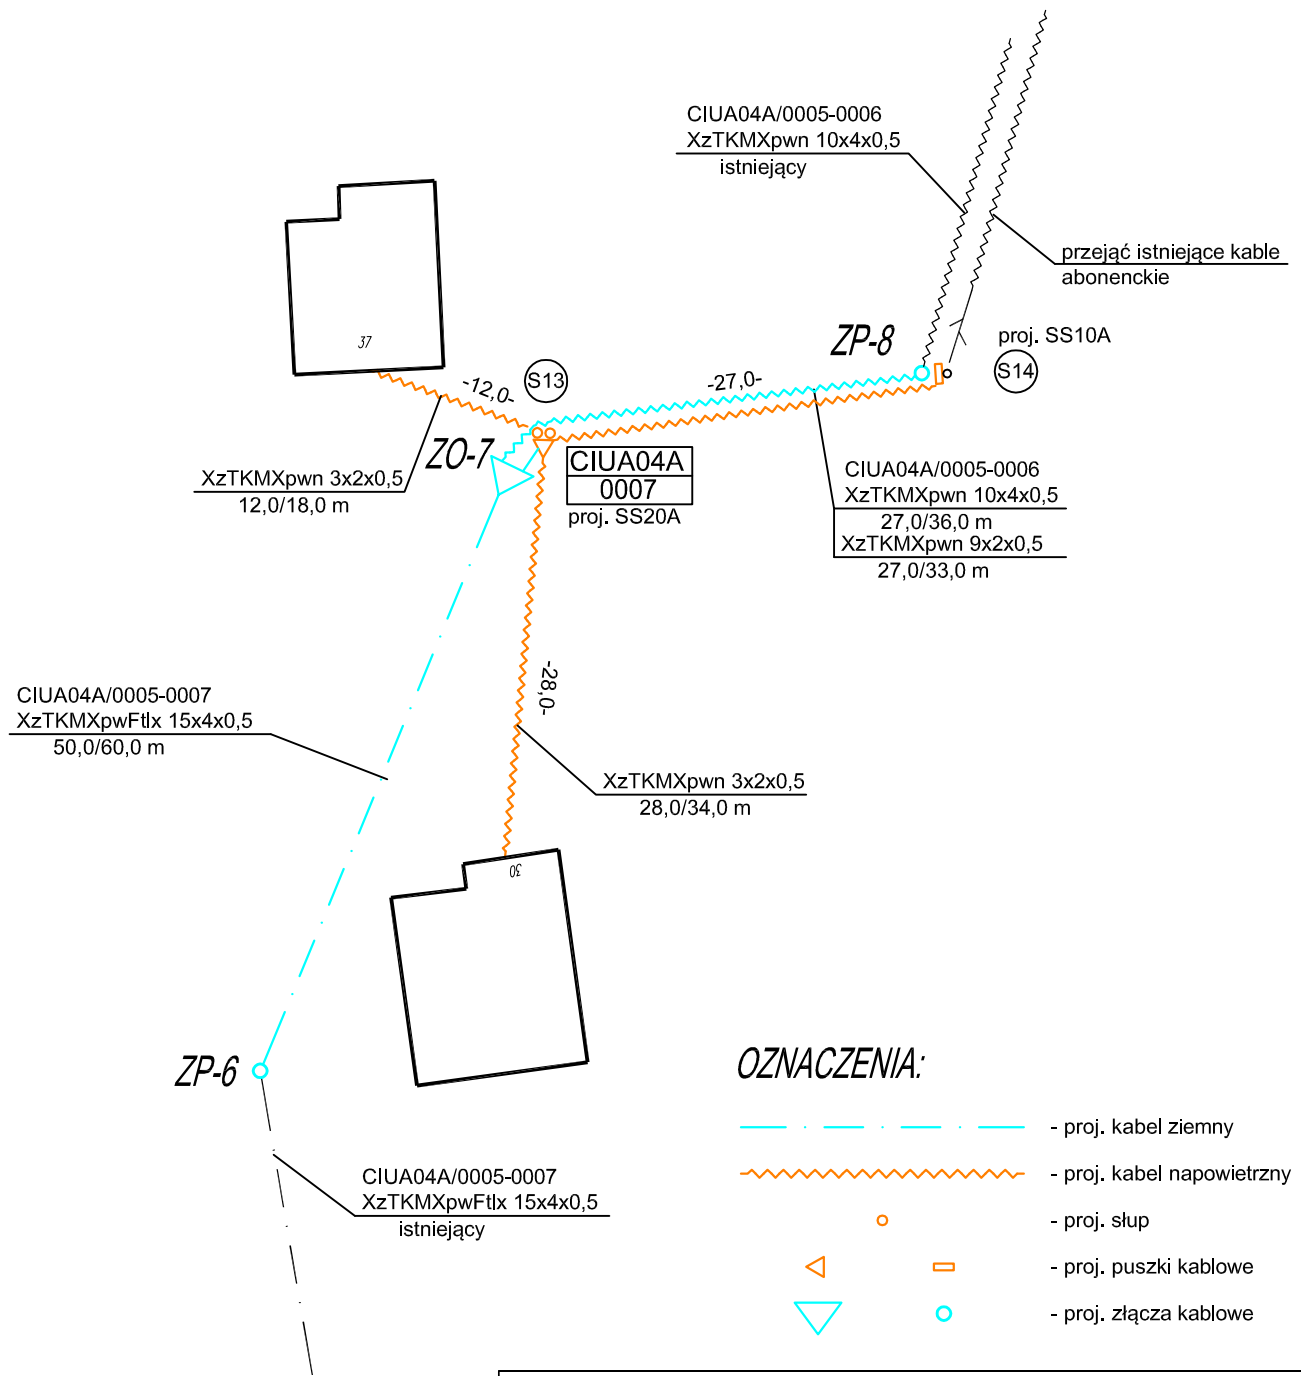 CIUA04A/0005-0006
XzTKMXpwn 10x4x0,5
istniejący
przejąć istniejące kable
abonenckie
37
ZP-8
proj. SS10A
S14
S13
-12,0-
-27,0-
ZO-7
XzTKMXpwn 3x2x0,5
12,0/18,0 m
CIUA04A
0007
proj. SS20A
CIUA04A/0005-0006
XzTKMXpwn 10x4x0,5
27,0/36,0 m
XzTKMXpwn 9x2x0,5
27,0/33,0 m
-28,0-
CIUA04A/0005-0007
XzTKMXpwFtlx 15x4x0,5
50,0/60,0 m
XzTKMXpwn 3x2x0,5
28,0/34,0 m
30
ZP-6
CIUA04A/0005-0007
XzTKMXpwFtlx 15x4x0,5
istniejący
OZNACZENIA:
- proj. kabel ziemny
- proj. kabel napowietrzny
- proj. słup
- proj. puszki kablowe
- proj. złącza kablowe